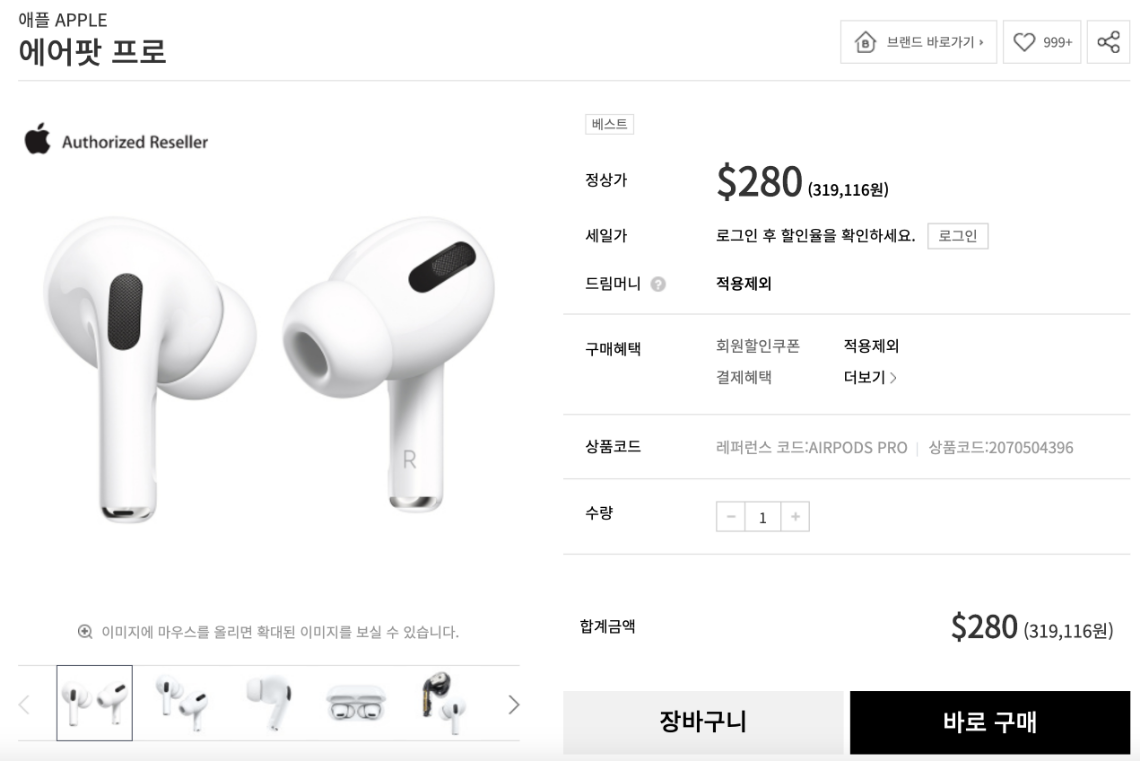 애플 APPLE
에어팟 프로
브랜드 바로가기 ›
999+
Authorized Reseller
베스트
정상가 $280 (319,116원)
세일가 로그인 후 할인율을 확인하세요. 로그인
드림머니 ? 적용제외
구매혜택 회원할인쿠폰 적용제외
결제혜택 더보기 >
상품코드 레퍼런스 코드:AIRPODS PRO | 상품코드:2070504396
수량 − 1 +
R
이미지에 마우스를 올리면 확대된 이미지를 보실 수 있습니다.
합계금액 $280 (319,116원)
장바구니 바로 구매